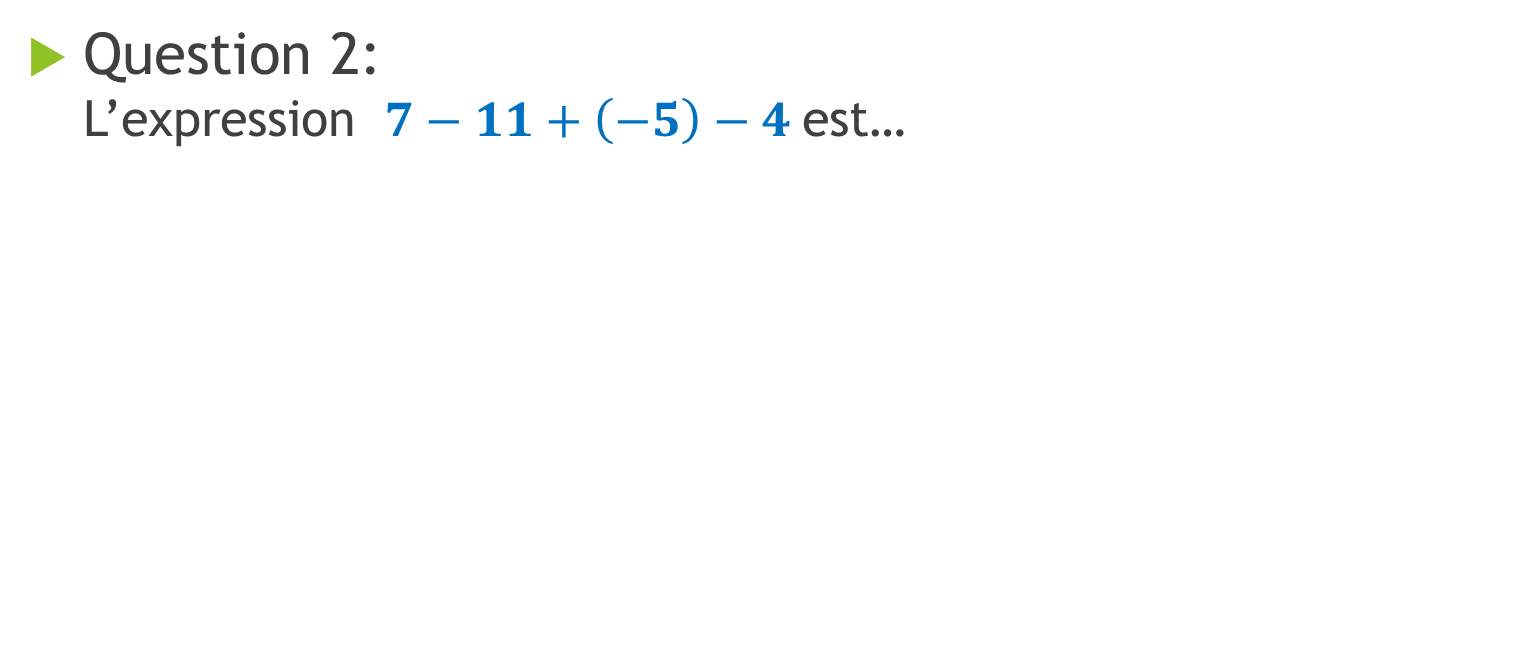 Question 2:
L’expression 7 − 11 + (−5) − 4 est…